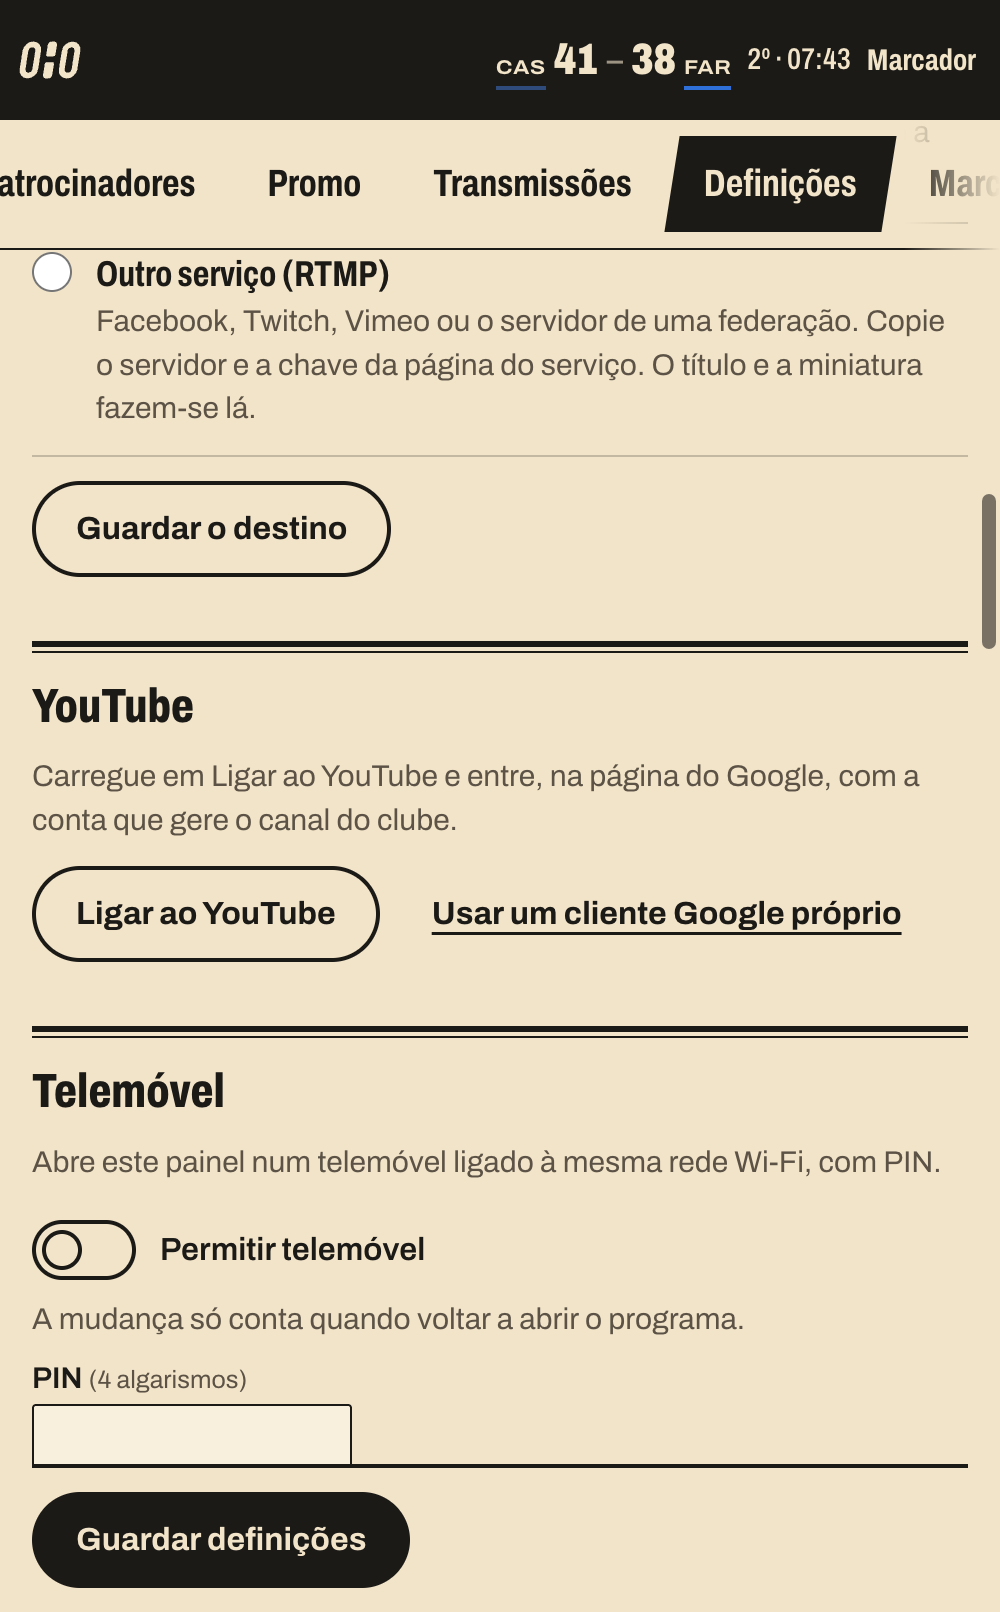 0:0
CAS 41 – 38 FAR 2º · 07:43 Marcador
atrocinadores Promo Transmissões Definições Marc
a
Outro serviço (RTMP)
Facebook, Twitch, Vimeo ou o servidor de uma federação. Copie
o servidor e a chave da página do serviço. O título e a miniatura
fazem-se lá.
Guardar o destino
YouTube
Carregue em Ligar ao YouTube e entre, na página do Google, com a
conta que gere o canal do clube.
Ligar ao YouTube Usar um cliente Google próprio
Telemóvel
Abre este painel num telemóvel ligado à mesma rede Wi-Fi, com PIN.
Permitir telemóvel
A mudança só conta quando voltar a abrir o programa.
PIN (4 algarismos)
Guardar definições